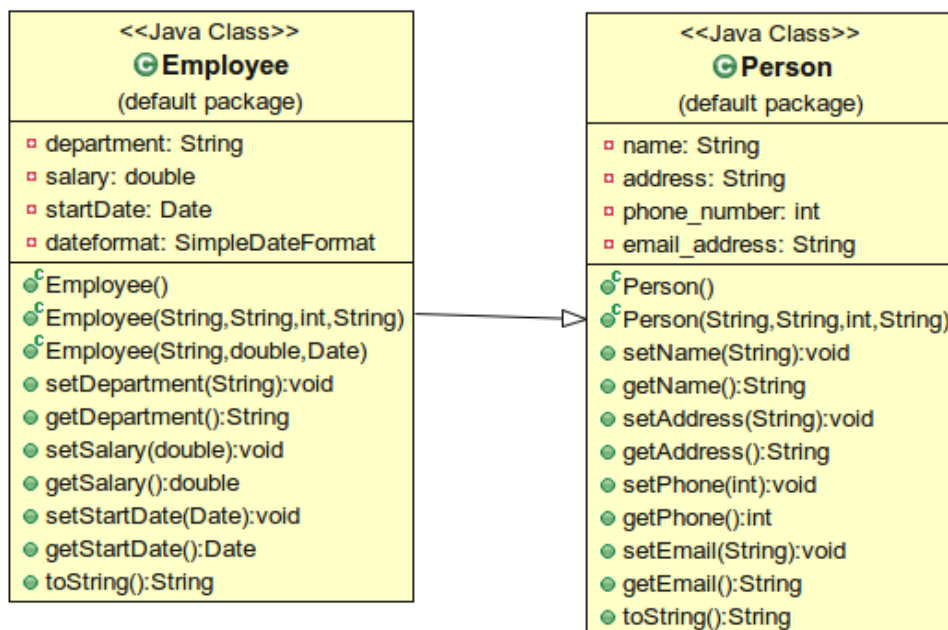 <<Java Class>>
Employee
(default package)
department: String
salary: double
startDate: Date
dateformat: SimpleDateFormat
Employee()
Employee(String,String,int,String)
Employee(String,double,Date)
setDepartment(String):void
getDepartment():String
setSalary(double):void
getSalary():double
setStartDate(Date):void
getStartDate():Date
toString():String
<<Java Class>>
Person
(default package)
name: String
address: String
phone_number: int
email_address: String
Person()
Person(String,String,int,String)
setName(String):void
getName():String
setAddress(String):void
getAddress():String
setPhone(int):void
getPhone():int
setEmail(String):void
getEmail():String
toString():String